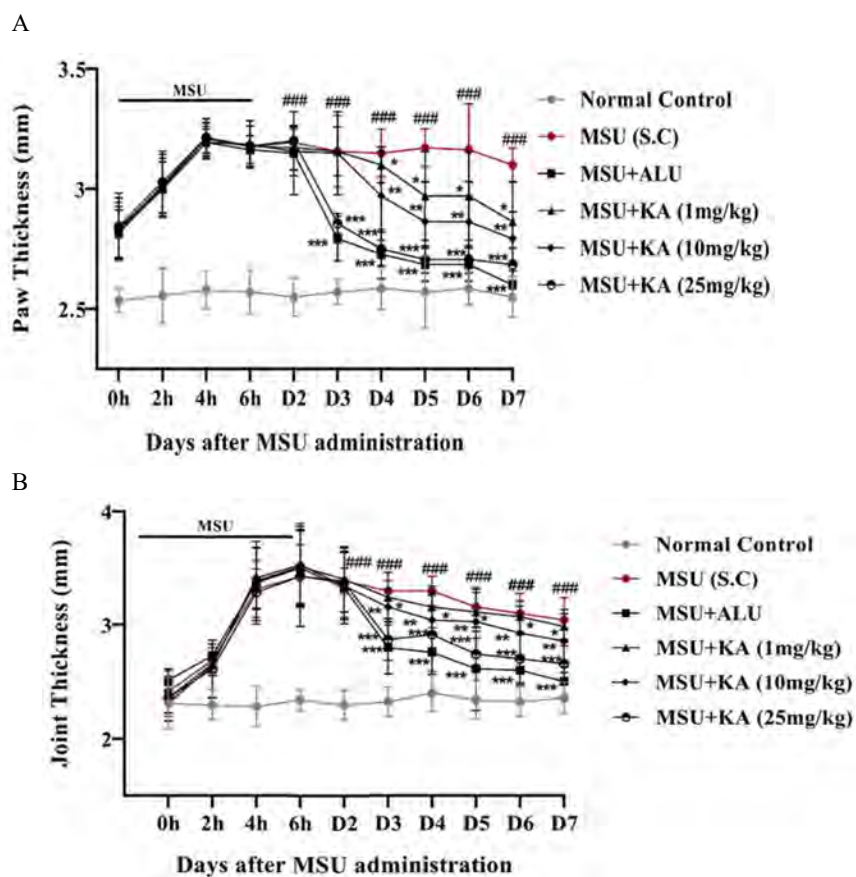 A
3.5
3.0
2.5
Paw Thickness (mm)
MSU
### ### ### ### ### ###
* * * *
** ** ** **
*** *** *** *** ***
*** *** *** *** ***
0h 2h 4h 6h D2 D3 D4 D5 D6 D7
Days after MSU administration
Normal Control
MSU (S.C)
MSU+ALU
MSU+KA (1mg/kg)
MSU+KA (10mg/kg)
MSU+KA (25mg/kg)
B
4
3
2
Joint Thickness (mm)
MSU
### ### ### ### ### ###
* * * * *
** ** ** ** **
*** *** *** *** ***
*** *** *** *** ***
0h 2h 4h 6h D2 D3 D4 D5 D6 D7
Days after MSU administration
Normal Control
MSU (S.C)
MSU+ALU
MSU+KA (1mg/kg)
MSU+KA (10mg/kg)
MSU+KA (25mg/kg)